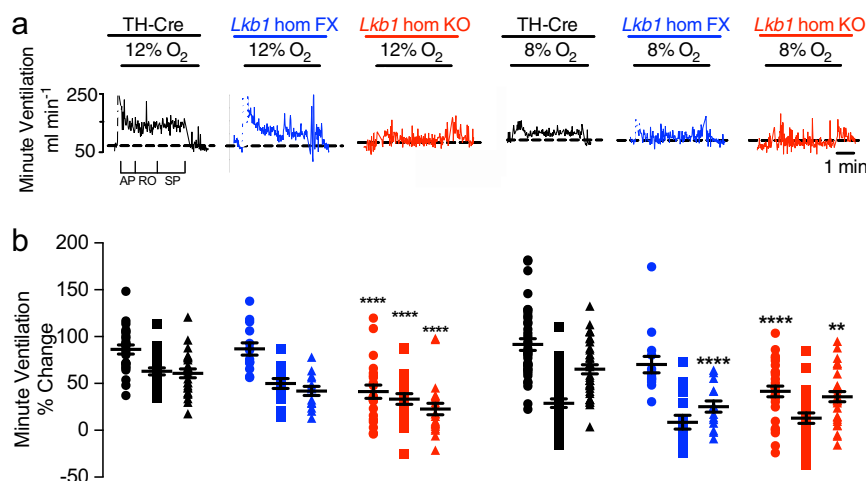 a
TH-Cre Lkb1 hom FX Lkb1 hom KO TH-Cre Lkb1 hom FX Lkb1 hom KO
12% O2 12% O2 12% O2 8% O2 8% O2 8% O2
Minute Ventilation
ml min-1
250
50
AP RO SP
1 min
b
Minute Ventilation
% Change
200
150
100
50
0
-50
**** **** **** **** **** **